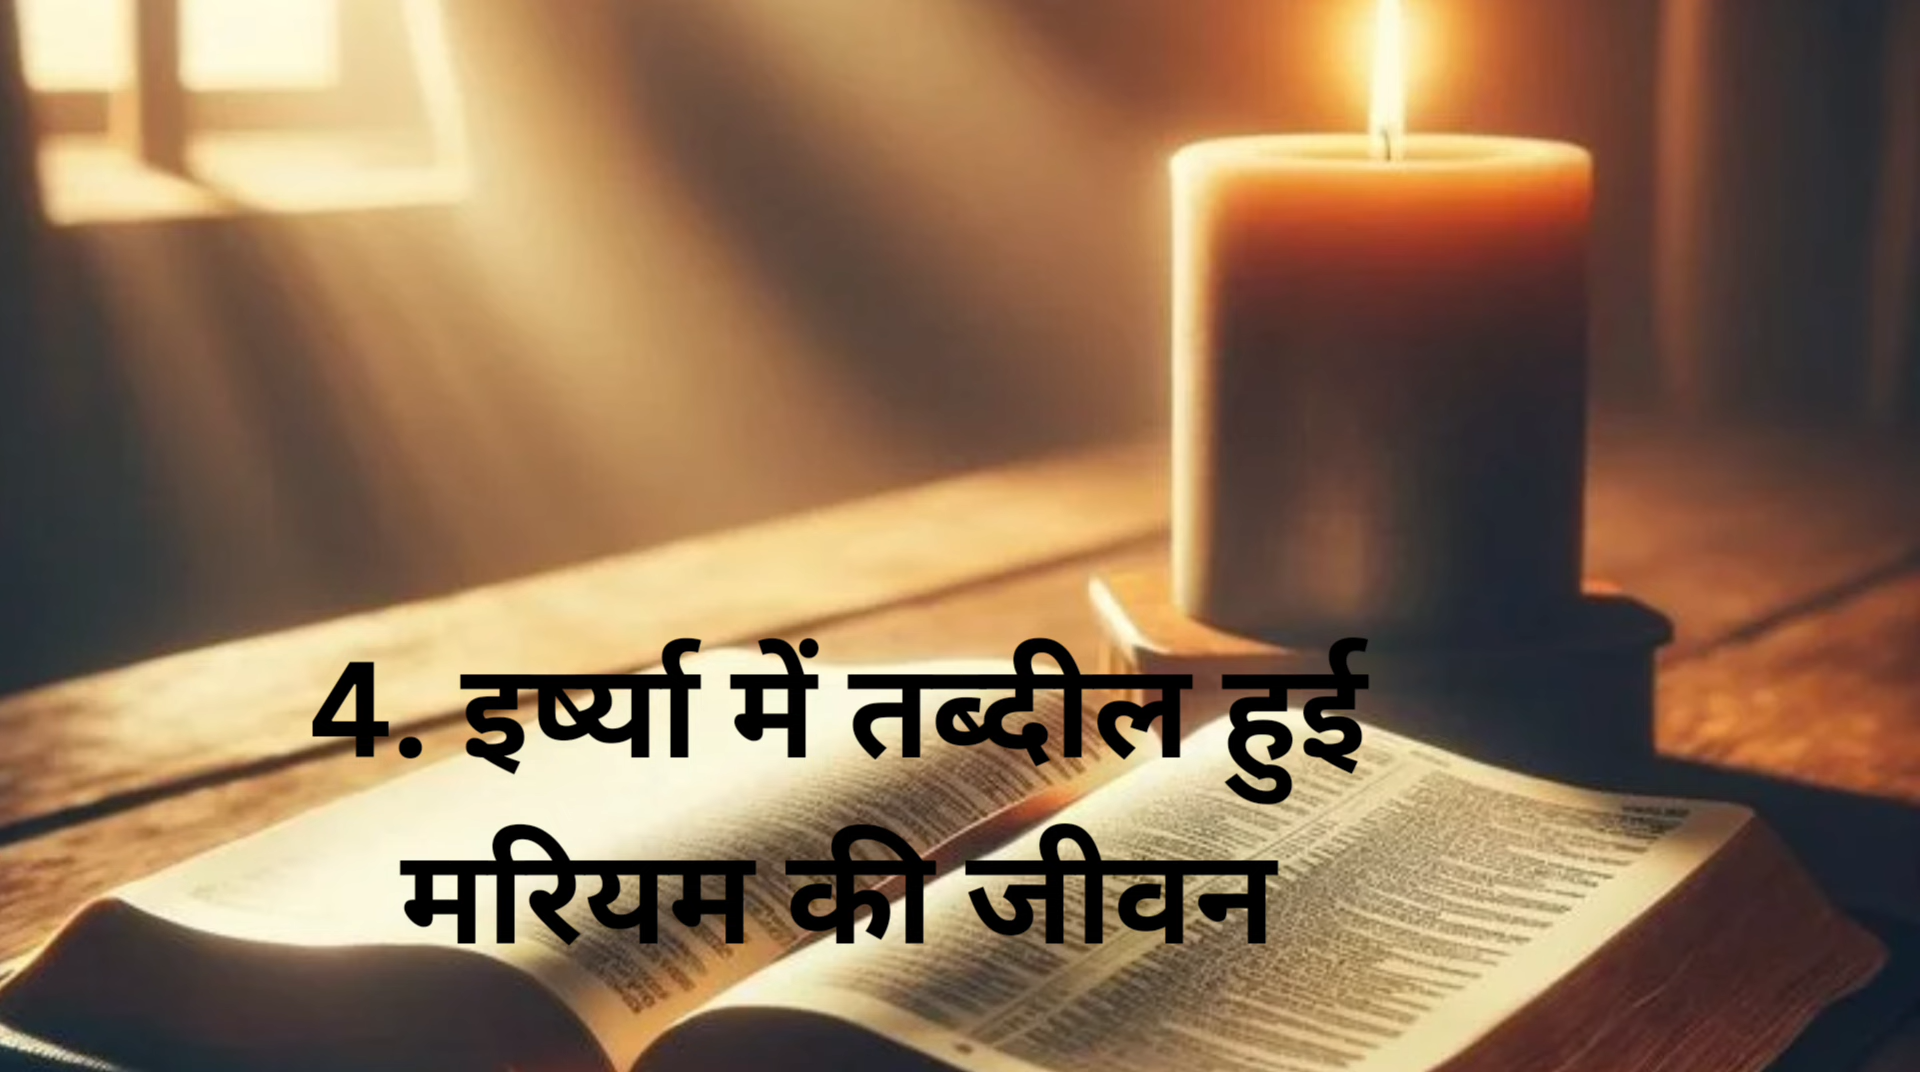 4. इर्ष्या में तब्दील हुई
मरियम की जीवन